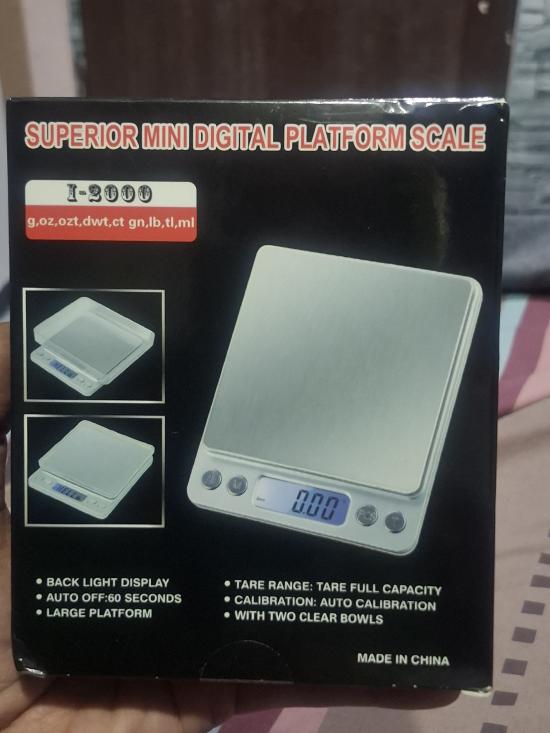 SUPERIOR MINI DIGITAL PLATFORM SCALE
I-2000
g,oz,ozt,dwt,ct gn,lb,tl,ml
0.00
• BACK LIGHT DISPLAY
• AUTO OFF:60 SECONDS
• LARGE PLATFORM
• TARE RANGE: TARE FULL CAPACITY
• CALIBRATION: AUTO CALIBRATION
• WITH TWO CLEAR BOWLS
MADE IN CHINA